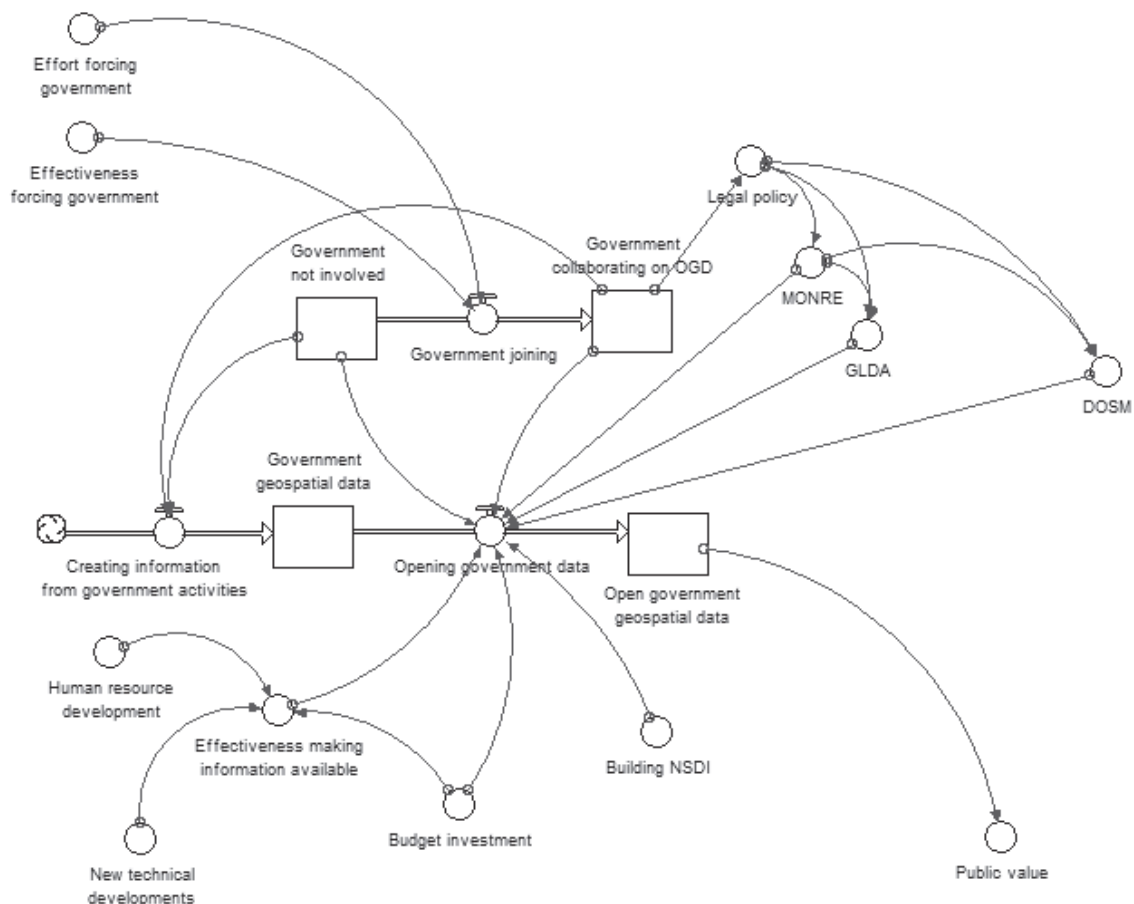 Effort forcing
government
Effectiveness
forcing government
Legal policy
Government
not involved
Government
collaborating on OGD
MONRE
Government joining
GLDA
DOSM
Government
geospatial data
Creating information
from government activities
Opening government data
Open government
geospatial data
Human resource
development
Effectiveness making
information available
Building NSDI
Budget investment
New technical
developments
Public value